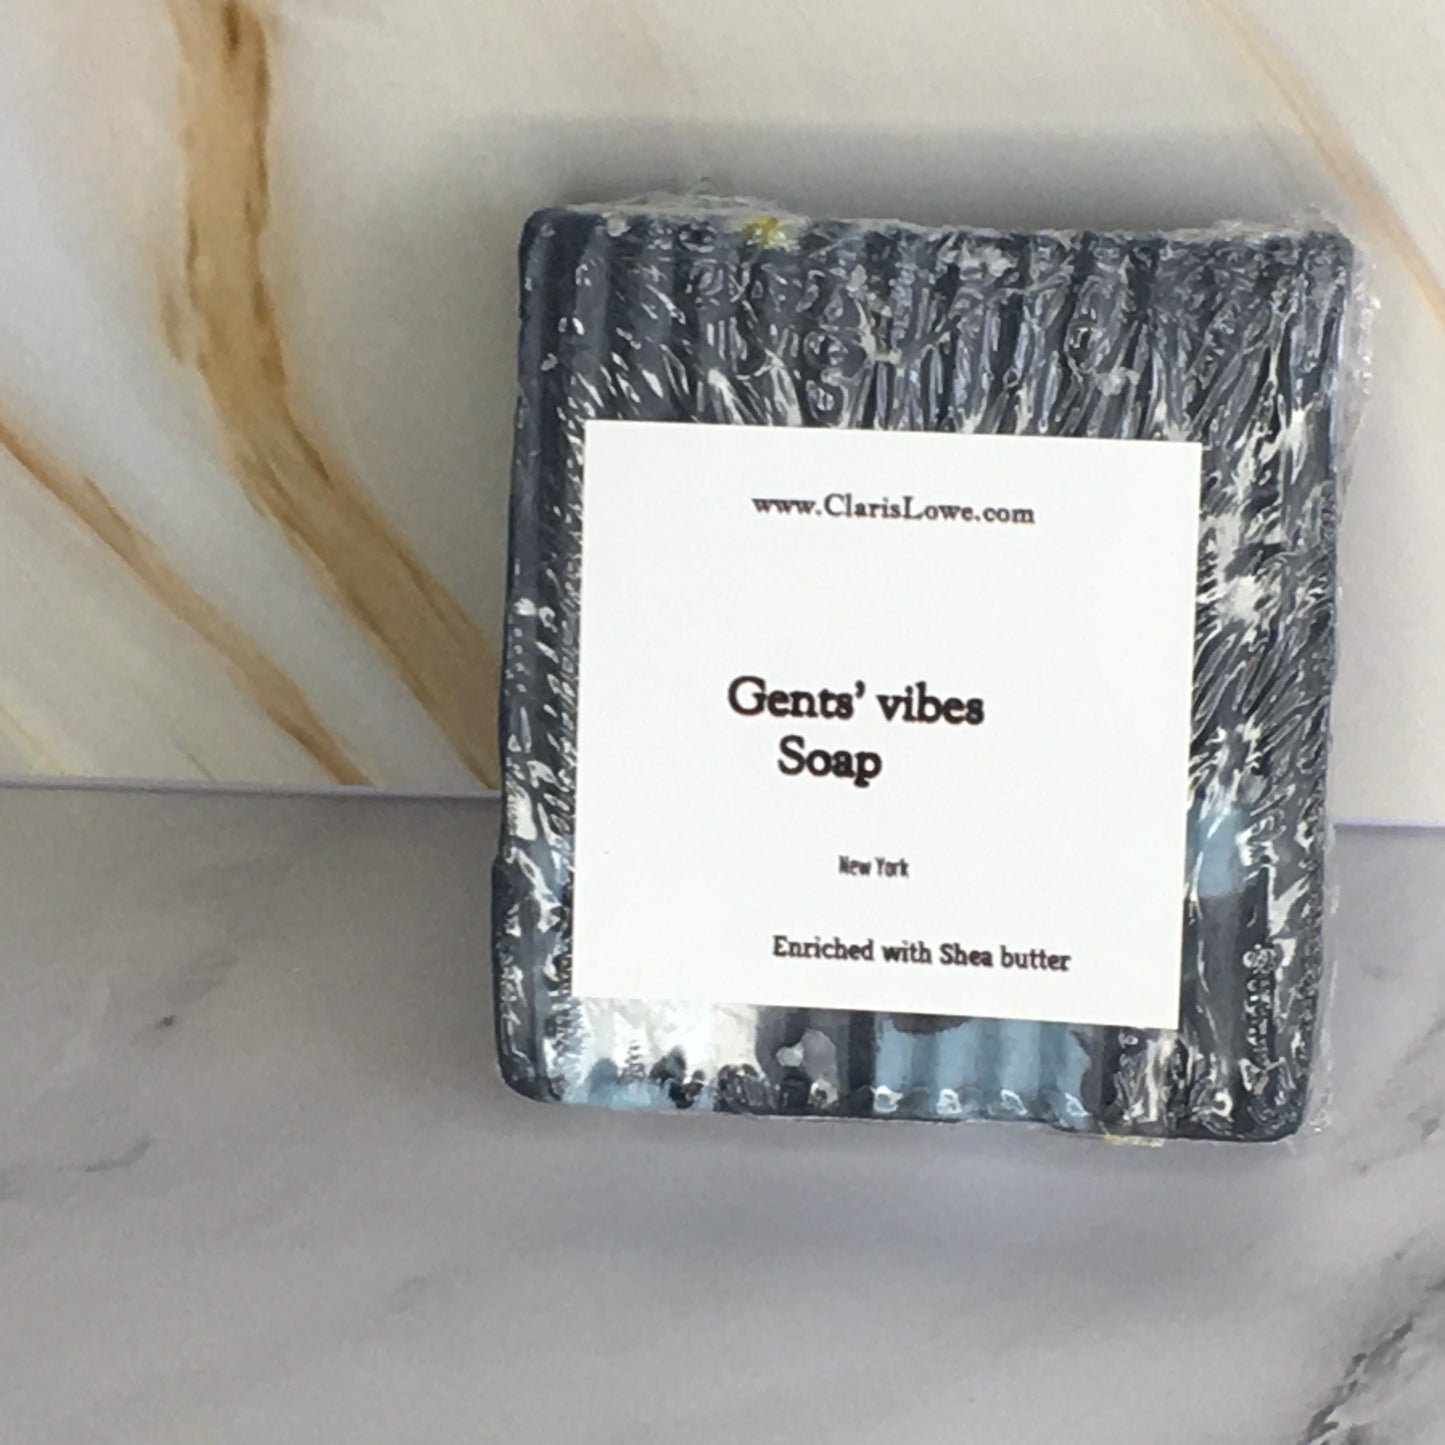 www.ClarisLowe.com
Gents' vibes
Soap
New York
Enriched with Shea butter